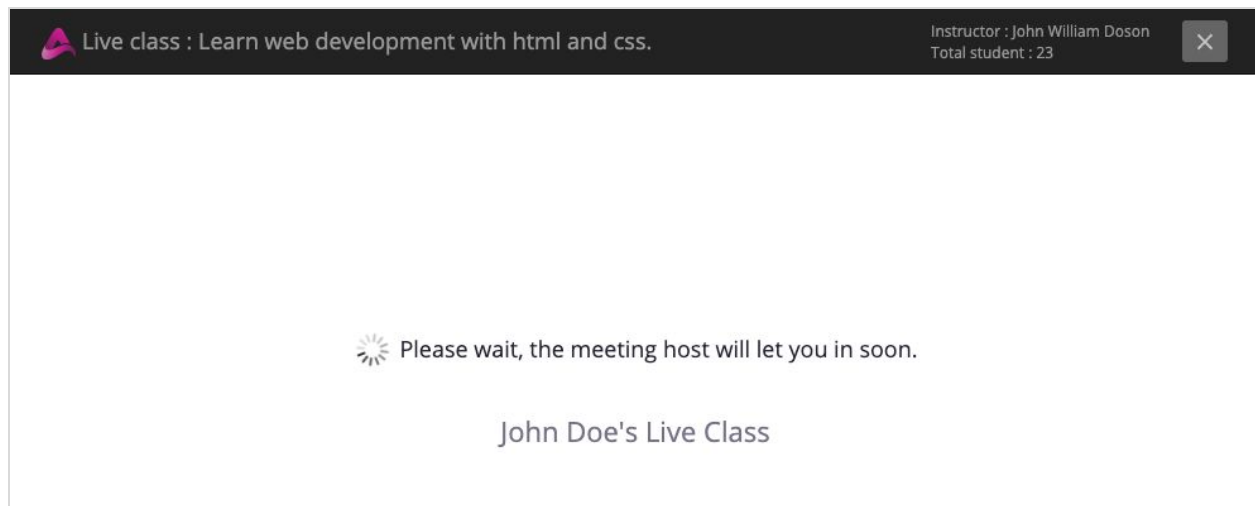 Live class : Learn web development with html and css.
Instructor : John William Doson
Total student : 23
Please wait, the meeting host will let you in soon.
John Doe's Live Class